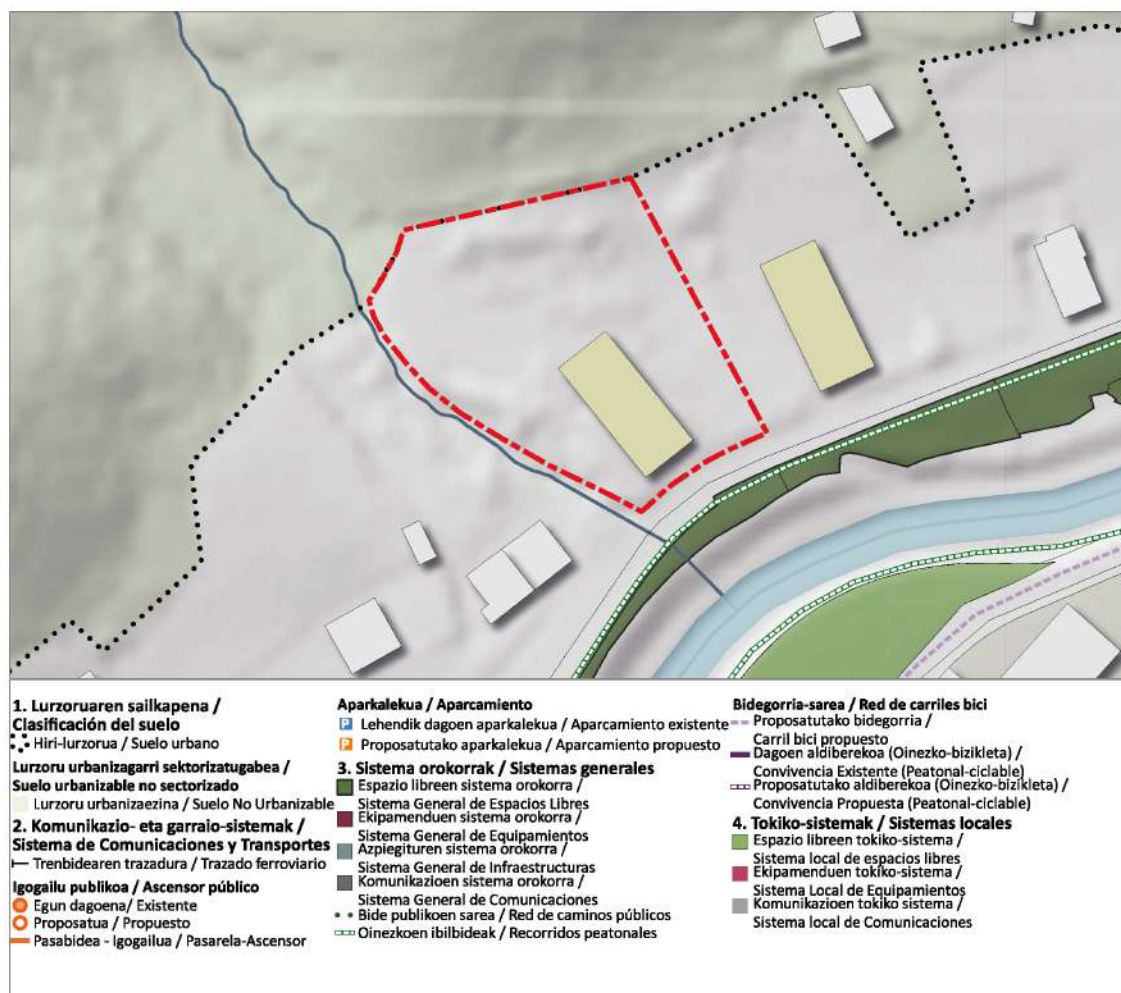 1. Lurzoruaren sailkapena /
Clasificación del suelo
Hiri-lurzorua / Suelo urbano
Lurzoru urbanizagarri sektorizatugabea /
Suelo urbanizable no sectorizado
Lurzoru urbanizaezina / Suelo No Urbanizable
2. Komunikazio- eta garraio-sistemak /
Sistema de Comunicaciones y Transportes
Trenbidearen trazadura / Trazado ferroviario
Igogailu publikoa / Ascensor público
Egun dagoena/ Existente
Proposatua / Propuesto
Pasabidea - Igogailua / Pasarela-Ascensor
Aparkalekua / Aparcamiento
P Lehendik dagoen aparkalekua / Aparcamiento existente
P Proposatutako aparkalekua / Aparcamiento propuesto
3. Sistema orokorrak / Sistemas generales
Espazio libreen sistema orokorra /
Sistema General de Espacios Libres
Ekipamenduen sistema orokorra /
Sistema General de Equipamientos
Azpiegituren sistema orokorra /
Sistema General de Infraestructuras
Komunikazioen sistema orokorra /
Sistema General de Comunicaciones
Bide publikoen sarea / Red de caminos públicos
Oinezkoen ibilbideak / Recorridos peatonales
Bidegorria-sarea / Red de carriles bici
Proposatutako bidegorria /
Carril bici propuesto
Dagoen aldiberekoa (Oinezko-bizikleta) /
Convivencia Existente (Peatonal-ciclable)
Proposatutako aldiberekoa (Oinezko-bizikleta) /
Convivencia Propuesta (Peatonal-ciclable)
4. Tokiko-sistemak / Sistemas locales
Espazio libreen tokiko-sistema /
Sistema local de espacios libres
Ekipamenduen tokiko-sistema /
Sistema Local de Equipamientos
Komunikazioen tokiko sistema /
Sistema local de Comunicaciones